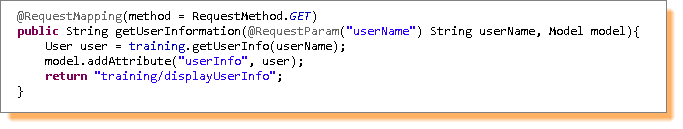 @RequestMapping(method = RequestMethod.GET)
public String getUserInformation(@RequestParam("userName") String userName, Model model){
    User user = training.getUserInfo(userName);
    model.addAttribute("userInfo", user);
    return "training/displayUserInfo";
}